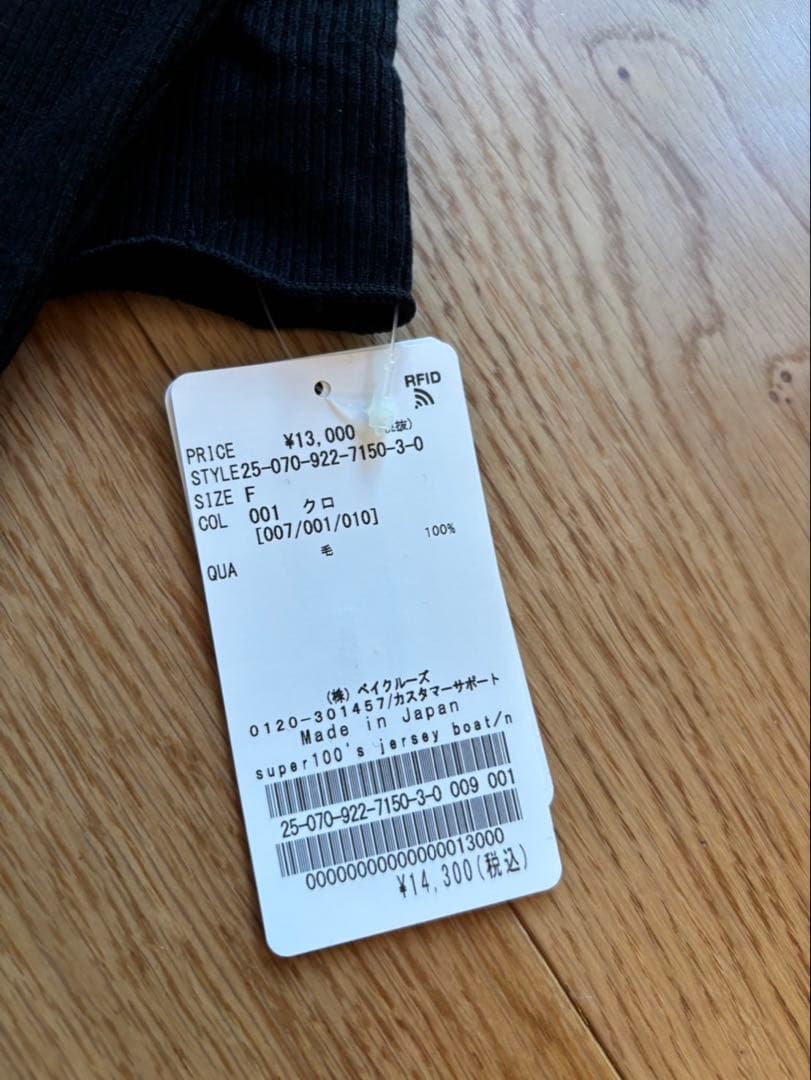 RFID
PRICE ¥13,000 抜)
STYLE25-070-922-7150-3-0
SIZE F
COL 001 クロ
[007/001/010]
QUA 毛 100%
(株) ベイクルーズ
0120-301457/カスタマーサポート
Made in Japan
super100's jersey boat/n
25-070-922-7150-3-0 009 001
00000000000000013000
¥14,300(税込)